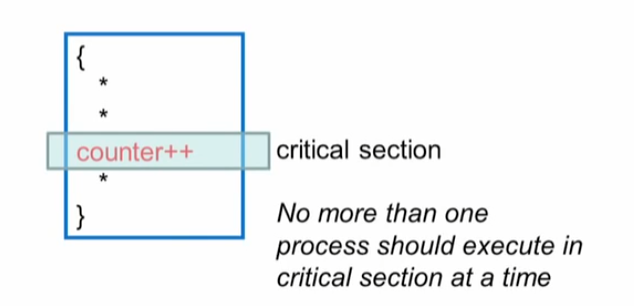 {
*
*
counter++ critical section
*
}
No more than one
process should execute in
critical section at a time